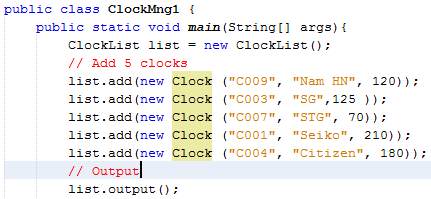 public class ClockMng1 {
public static void main(String[] args){
ClockList list = new ClockList();
// Add 5 clocks
list.add(new Clock ("C009", "Nam HN", 120));
list.add(new Clock ("C003", "SG",125 ));
list.add(new Clock ("C007", "STG", 70));
list.add(new Clock ("C001", "Seiko", 210));
list.add(new Clock ("C004", "Citizen", 180));
// Output
list.output();